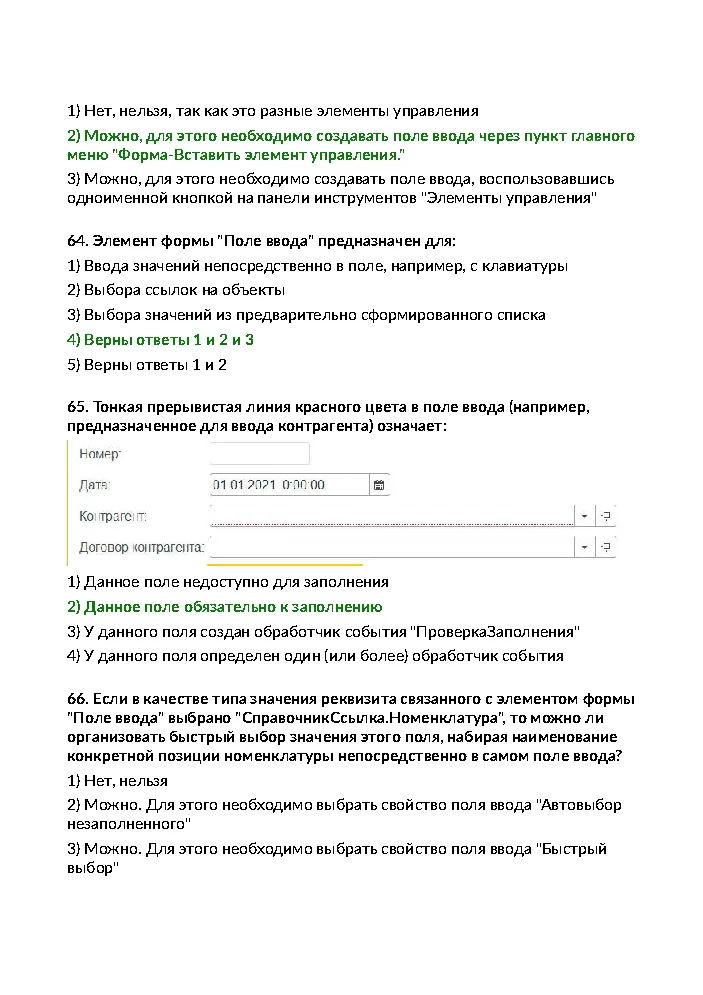 1) Нет, нельзя, так как это разные элементы управления
2) Можно, для этого необходимо создавать поле ввода через пункт главного
меню "Форма-Вставить элемент управления."
3) Можно, для этого необходимо создавать поле ввода, воспользовавшись
одноименной кнопкой на панели инструментов "Элементы управления"
64. Элемент формы "Поле ввода" предназначен для:
1) Ввода значений непосредственно в поле, например, с клавиатуры
2) Выбора ссылок на объекты
3) Выбора значений из предварительно сформированного списка
4) Верны ответы 1 и 2 и 3
5) Верны ответы 1 и 2
65. Тонкая прерывистая линия красного цвета в поле ввода (например,
предназначенное для ввода контрагента) означает:
Номер:
Дата: 01.01.2021 0:00:00
Контрагент:
Договор контрагента:
1) Данное поле недоступно для заполнения
2) Данное поле обязательно к заполнению
3) У данного поля создан обработчик события "ПроверкаЗаполнения"
4) У данного поля определен один (или более) обработчик события
66. Если в качестве типа значения реквизита связанного с элементом формы
"Поле ввода" выбрано "СправочникСсылка.Номенклатура", то можно ли
организовать быстрый выбор значения этого поля, набирая наименование
конкретной позиции номенклатуры непосредственно в самом поле ввода?
1) Нет, нельзя
2) Можно. Для этого необходимо выбрать свойство поля ввода "Автовыбор
незаполненного"
3) Можно. Для этого необходимо выбрать свойство поля ввода "Быстрый
выбор"